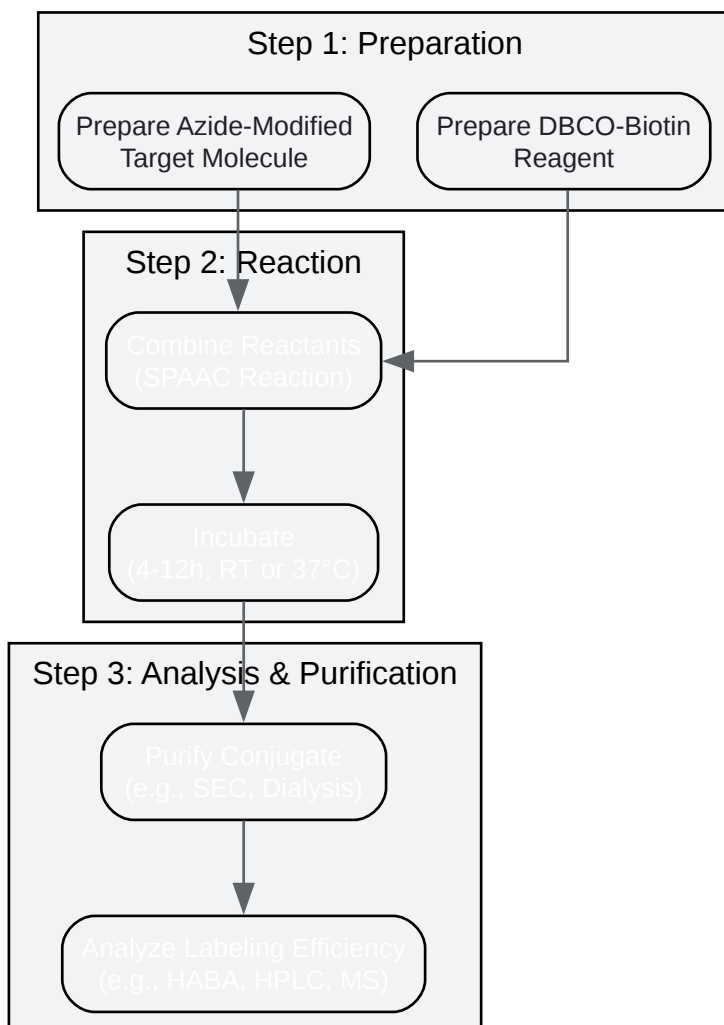 Step 1: Preparation
Prepare Azide-Modified
Target Molecule
Prepare DBCO-Biotin
Reagent
Step 2: Reaction
Combine Reactants
(SPAAC Reaction)
Incubate
(4-12h, RT or 37°C)
Step 3: Analysis & Purification
Purify Conjugate
(e.g., SEC, Dialysis)
Analyze Labeling Efficiency
(e.g., HABA, HPLC, MS)